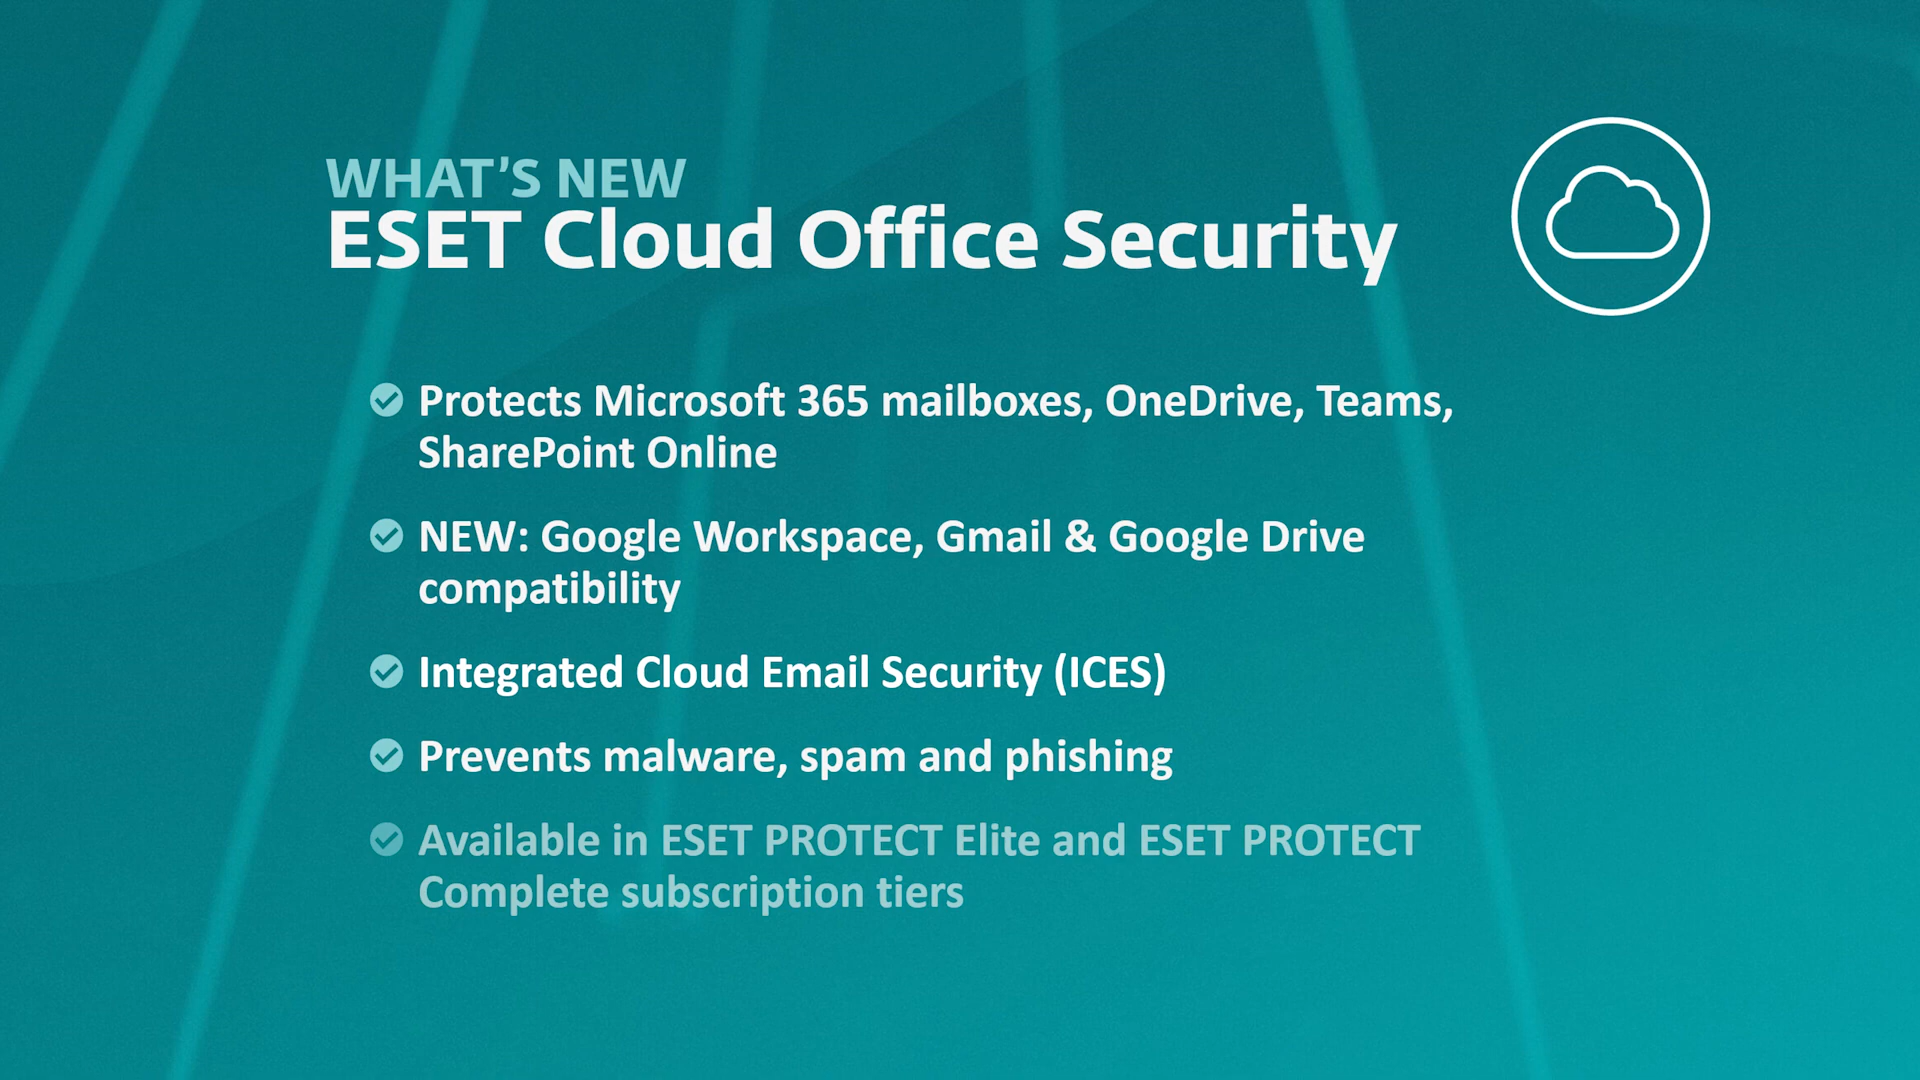 WHAT’S NEW
ESET Cloud Office Security
Protects Microsoft 365 mailboxes, OneDrive, Teams,
SharePoint Online
NEW: Google Workspace, Gmail & Google Drive
compatibility
Integrated Cloud Email Security (ICES)
Prevents malware, spam and phishing
Available in ESET PROTECT Elite and ESET PROTECT
Complete subscription tiers